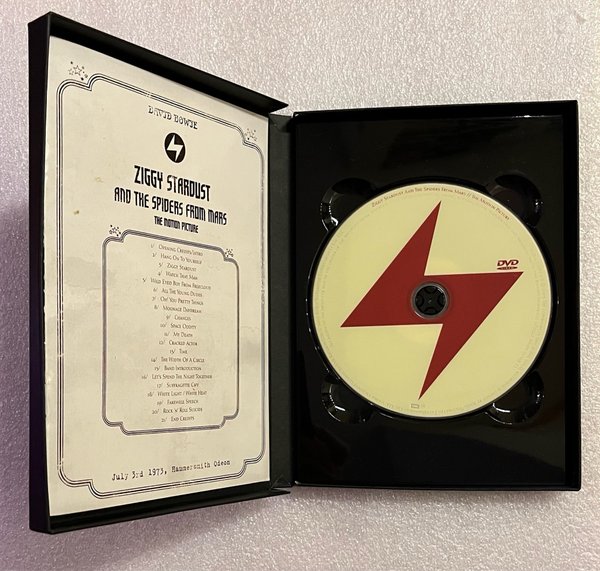 DAVID BOWIE
ZIGGY STARDUST
AND THE SPIDERS FROM MARS
THE MOTION PICTURE
1/ Opening Credits/Intro
2/ Hang On To Yourself
3/ Ziggy Stardust
4/ Watch That Man
5/ Wild Eyed Boy From Freecloud
6/ All The Young Dudes
7/ Oh! You Pretty Things
8/ Moonage Daydream
9/ Changes
10/ Space Oddity
11/ My Death
12/ Cracked Actor
13/ Time
14/ The Width Of A Circle
15/ Band Introduction
16/ Let's Spend The Night Together
17/ Suffragette City
18/ White Light / White Heat
19/ Farewell Speech
20/ Rock 'n' Roll Suicide
21/ End Credits
July 3rd 1973, Hammersmith Odeon
Ziggy Stardust And The Spiders From Mars // The Motion Picture
DVD